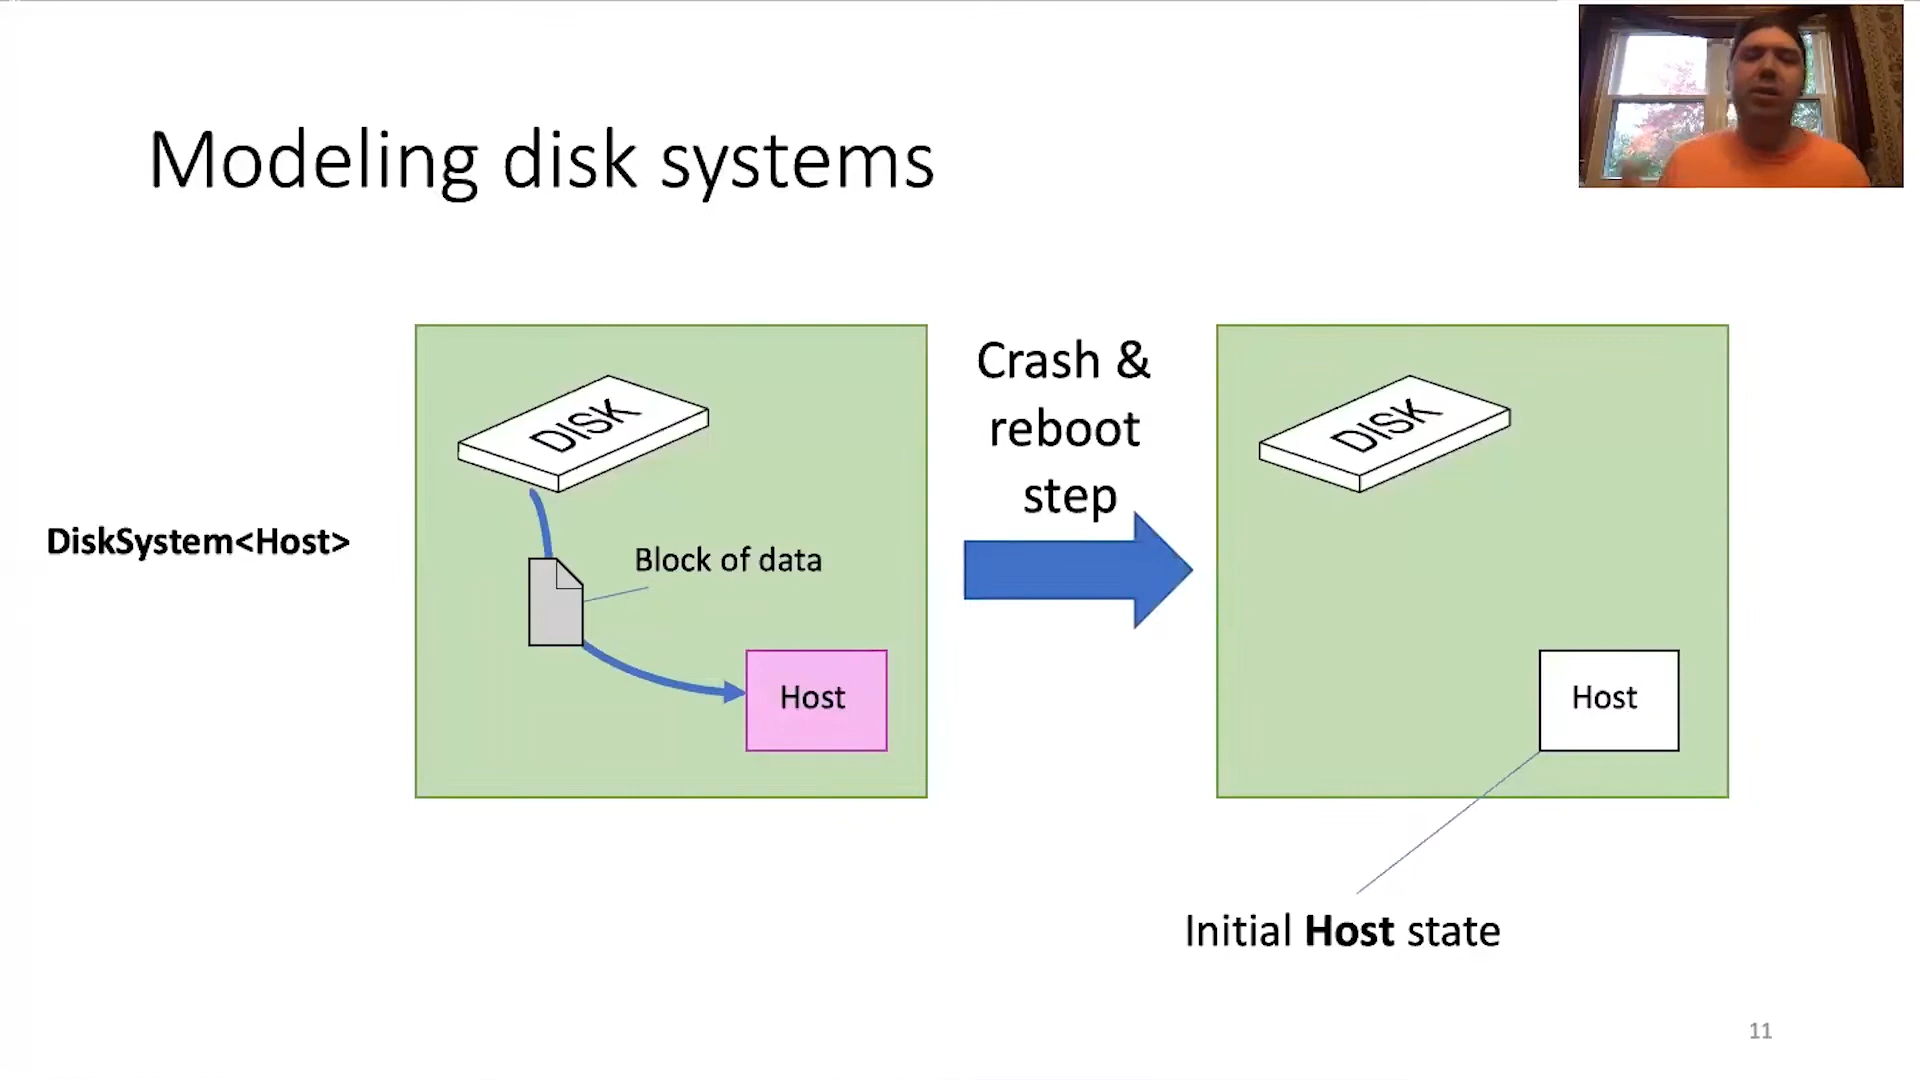 Modeling disk systems
DiskSystem<Host>
DISK
Block of data
Host
Crash &
reboot
step
DISK
Host
Initial Host state
11